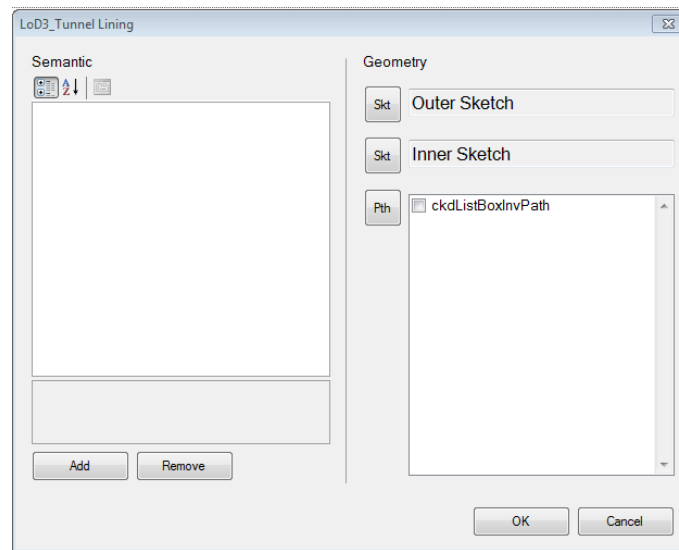 LoD3_Tunnel Lining
Semantic
A
Z
Add
Remove
Geometry
Skt
Outer Sketch
Skt
Inner Sketch
Pth
ckdListBoxInvPath
OK
Cancel